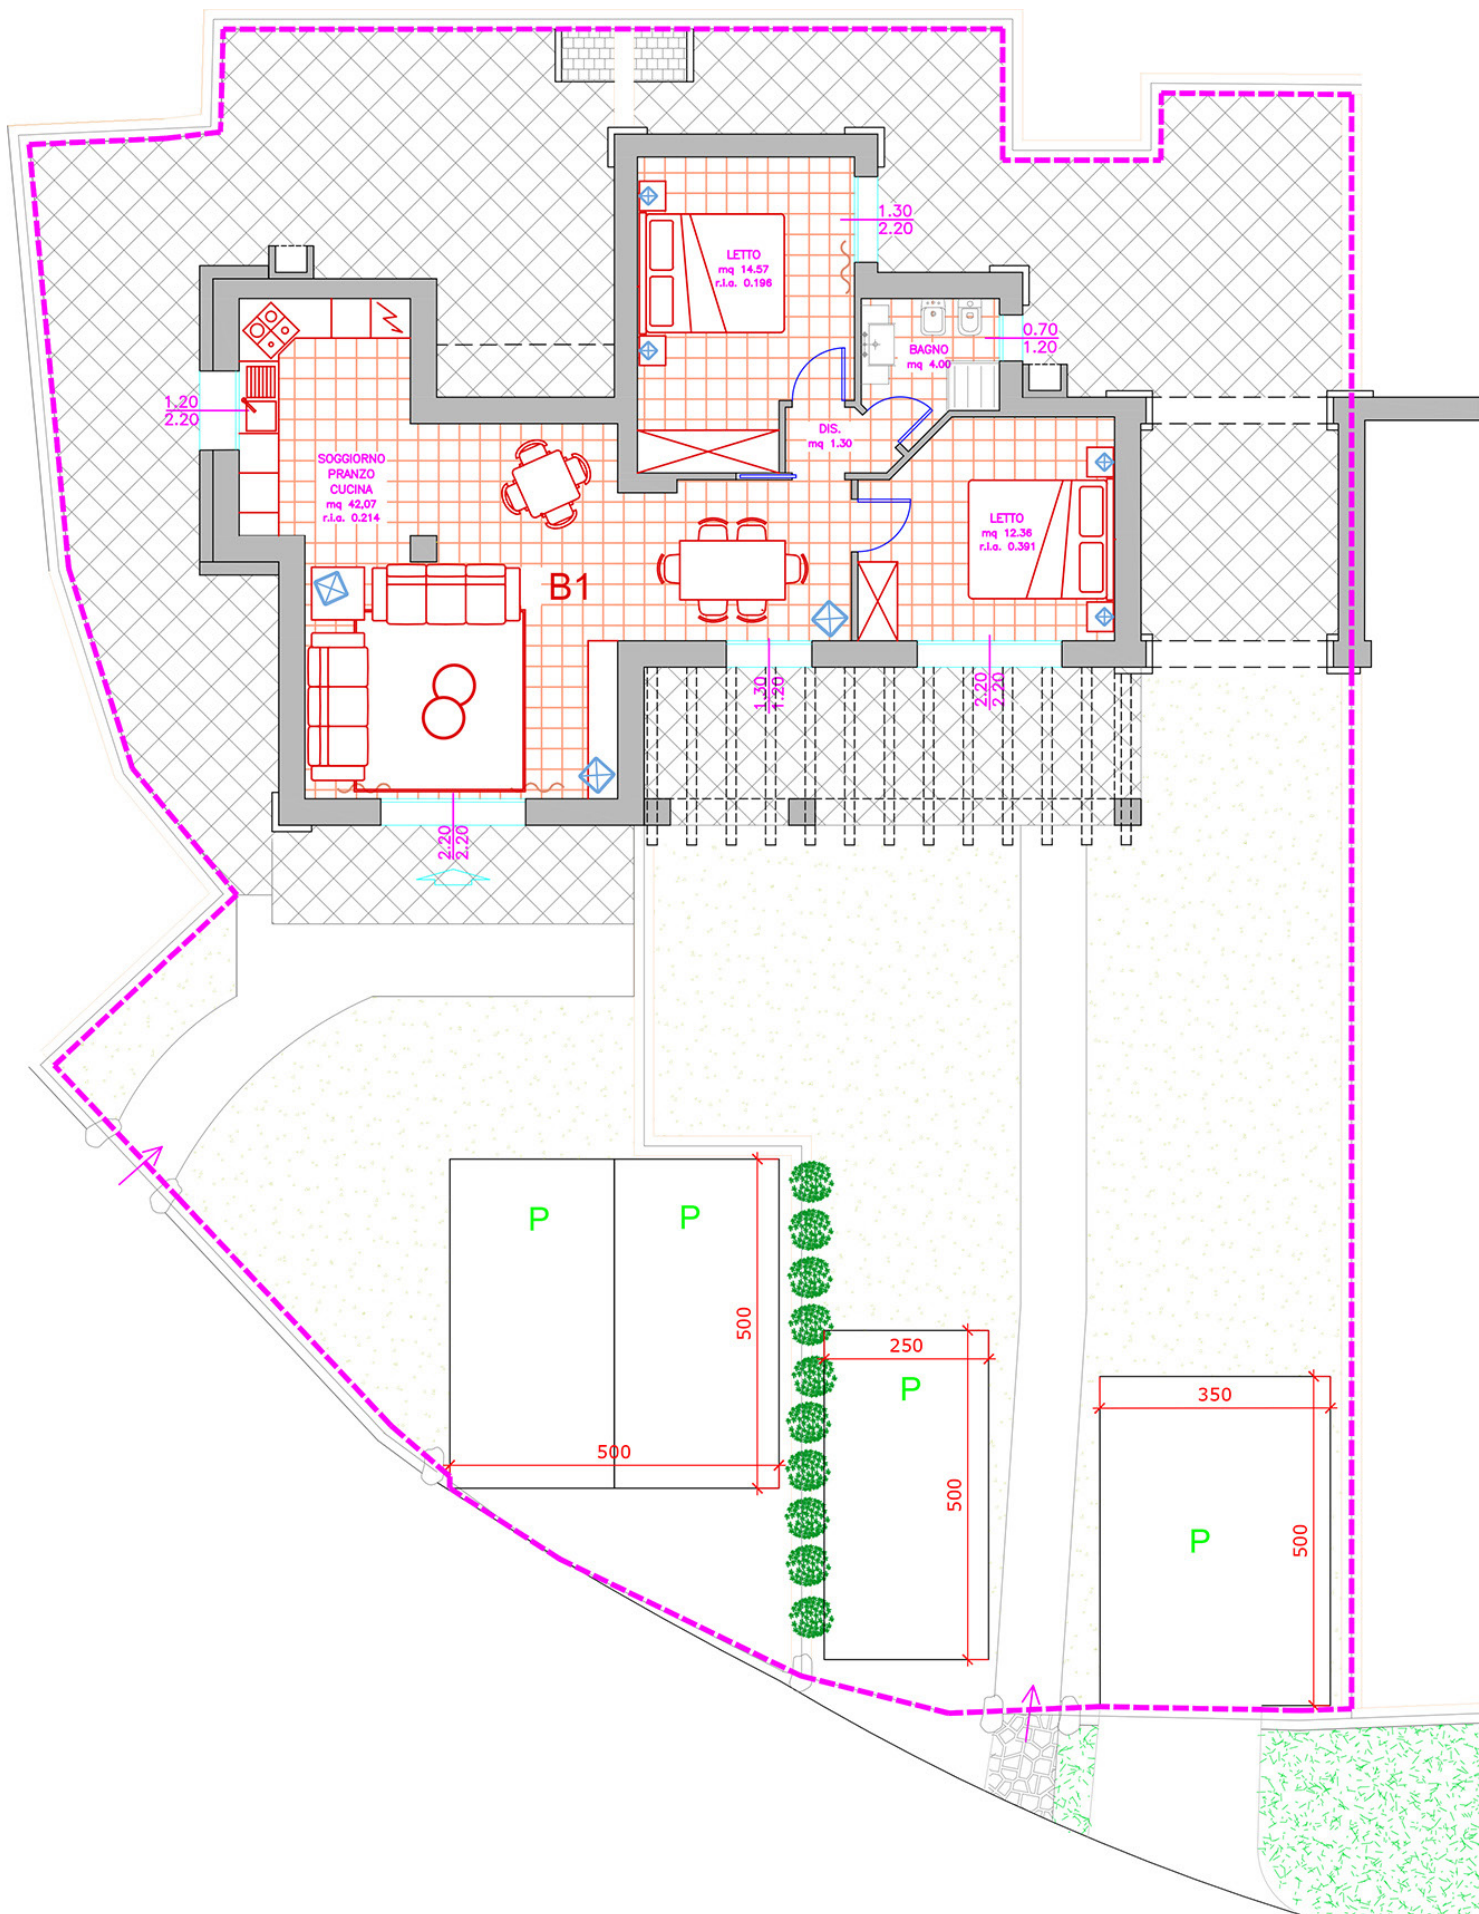 1.30
2.20
LETTO
mq 14.57
r.l.a. 0.196
0.70
1.20
BAGNO
mq 4.00
1.20
2.20
DIS.
mq 1.30
SOGGIORNO
PRANZO
CUCINA
mq 42,07
r.l.a. 0.214
LETTO
mq 12.36
r.l.a. 0.391
B1
1.30
1.20
2.20
2.20
2.20
2.20
P
P
500
500
250
P
500
350
P
500